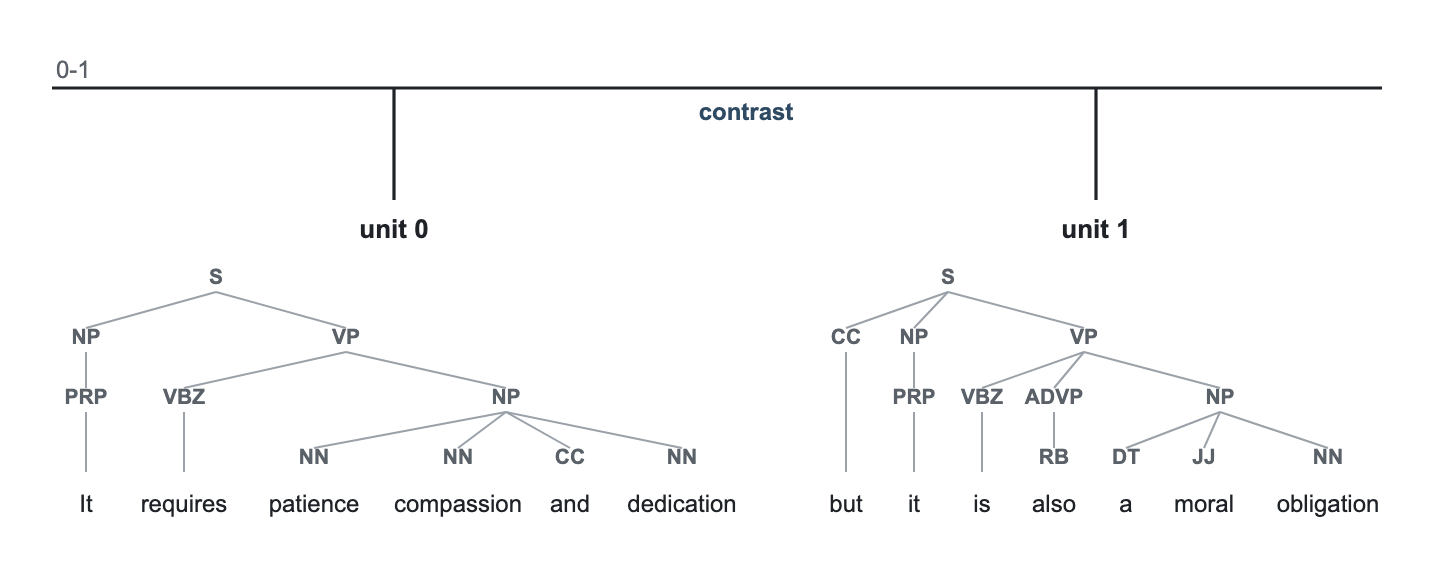 0-1
contrast
unit 0 unit 1
S S
NP VP CC NP VP
PRP VBZ NP PRP VBZ ADVP NP
NN NN CC NN RB DT JJ NN
It requires patience compassion and dedication but it is also a moral obligation